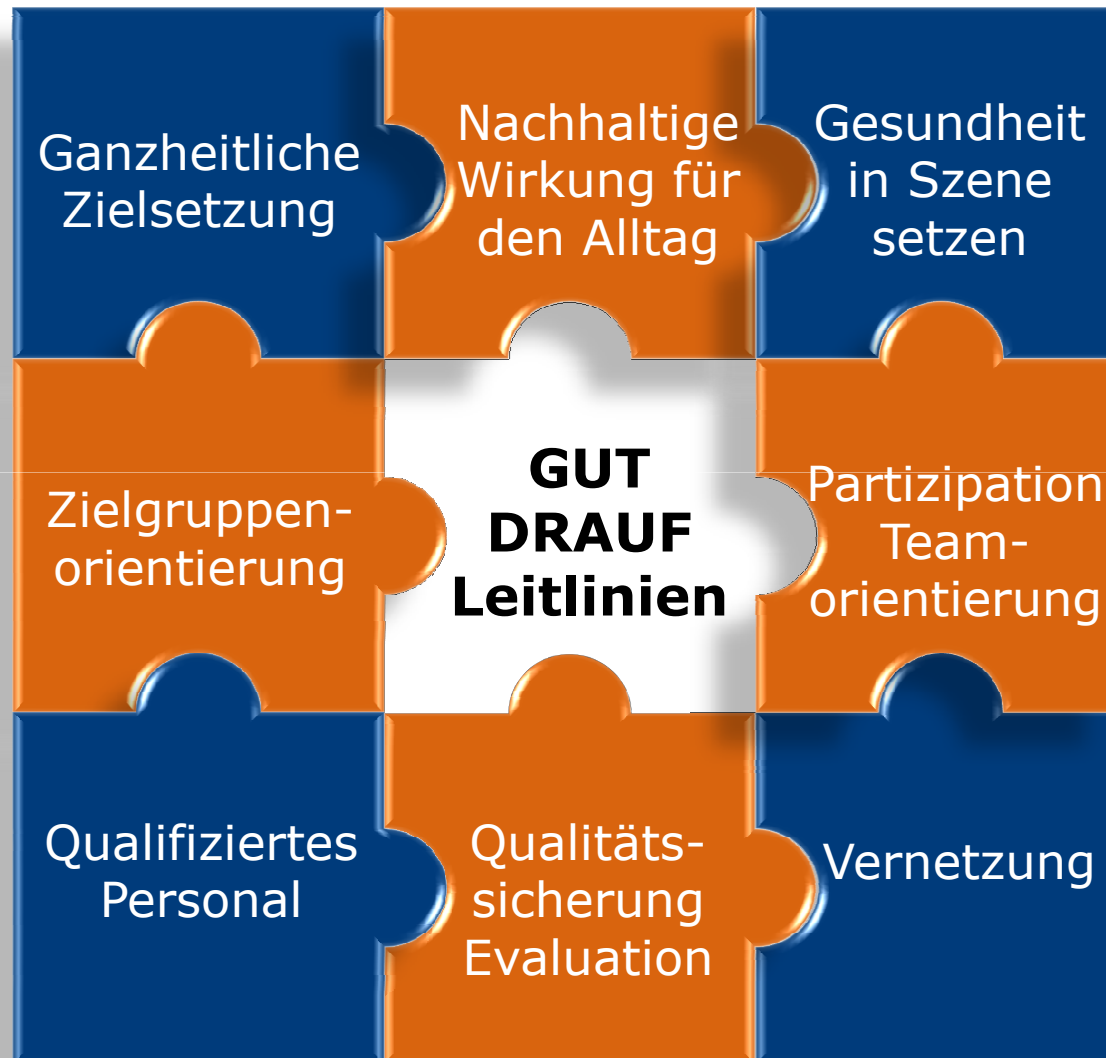 Ganzheitliche
Zielsetzung
Nachhaltige
Wirkung für
den Alltag
Gesundheit
in Szene
setzen
Zielgruppen-
orientierung
GUT
DRAUF
Leitlinien
Partizipation
Team-
orientierung
Qualifiziertes
Personal
Qualitäts-
sicherung
Evaluation
Vernetzung